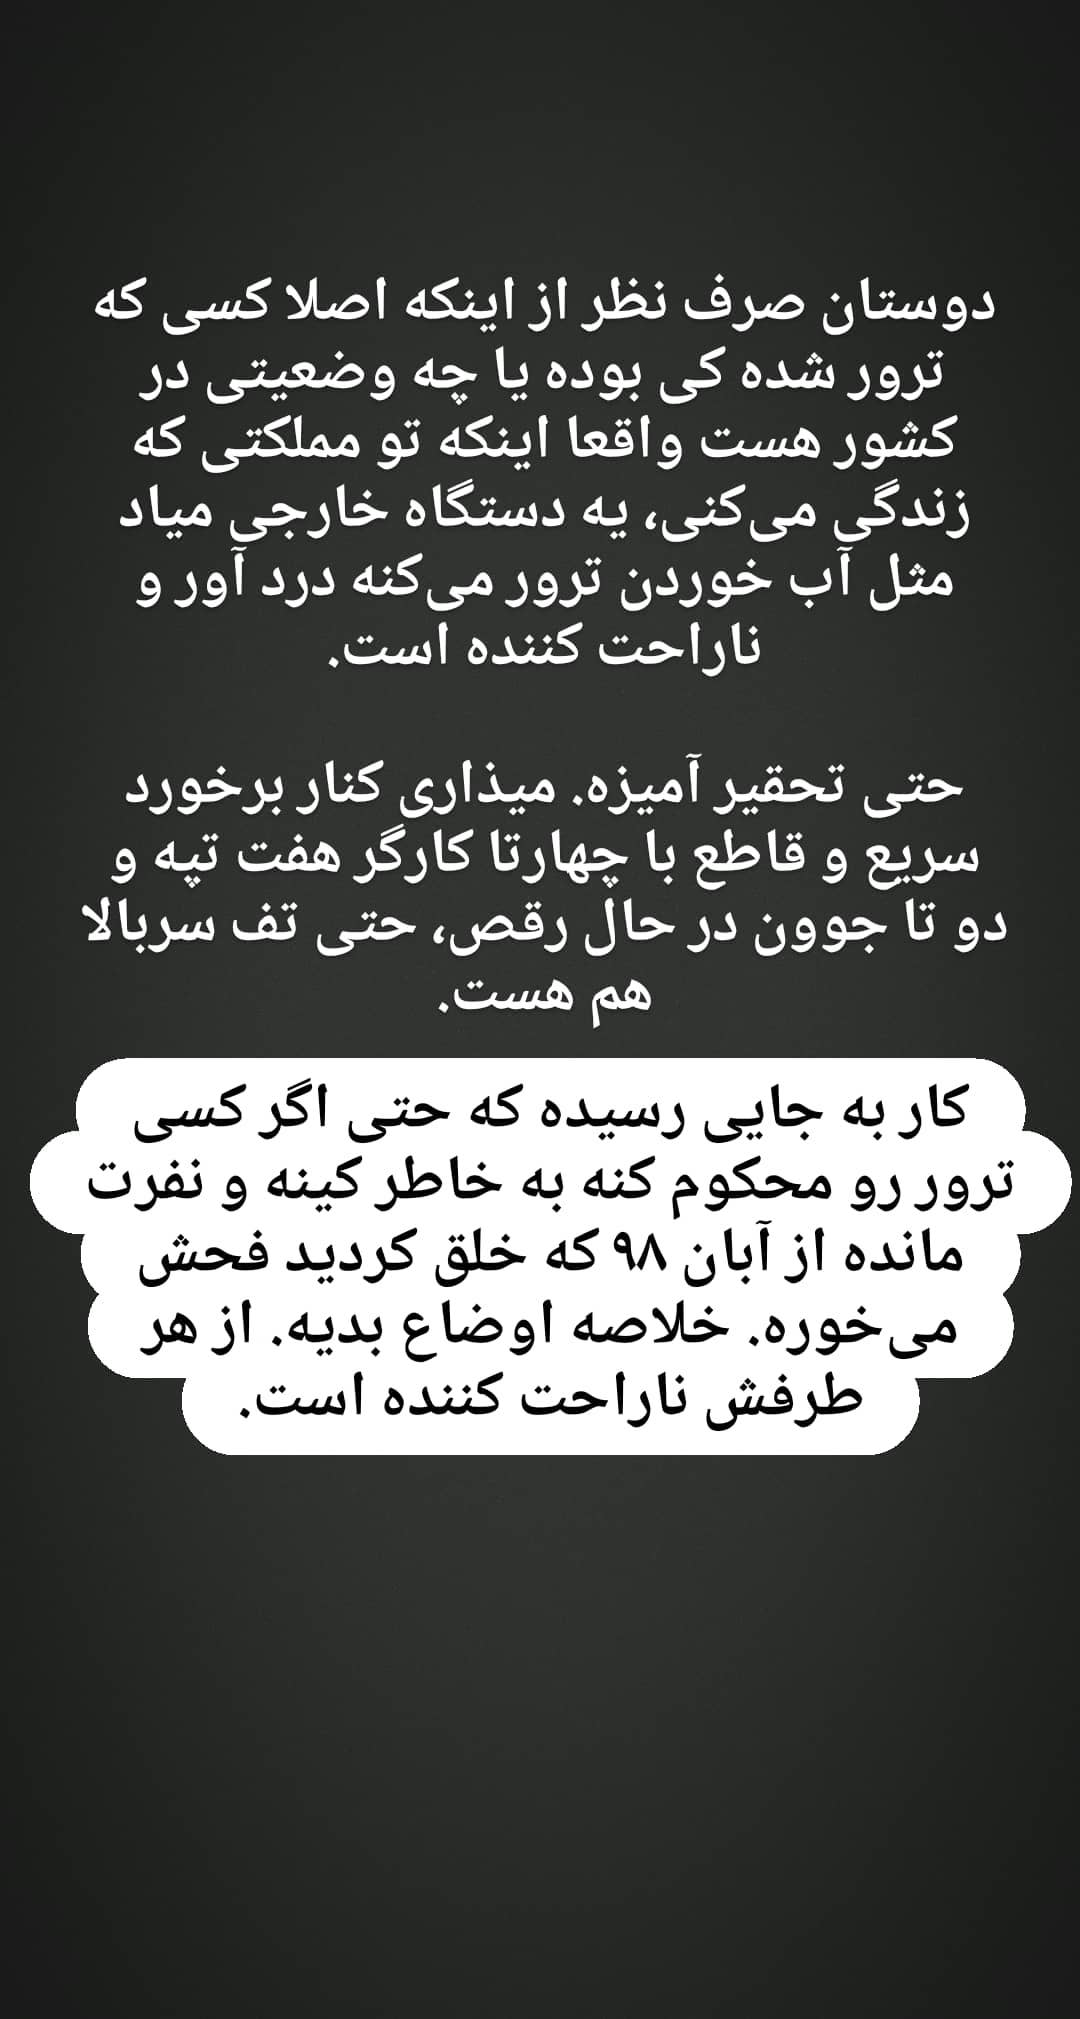 دوستان صرف نظر از اینکه اصلا کسی که
ترور شده کی بوده یا چه وضعیتی در
کشور هست واقعا اینکه تو مملکتی که
زندگی می‌کنی، یه دستگاه خارجی میاد
مثل آب خوردن ترور می‌کنه درد آور و
ناراحت کننده است.
حتی تحقیر آمیزه. میذاری کنار برخورد
سریع و قاطع با چهارتا کارگر هفت تپه و
دو تا جوون در حال رقص، حتی تف سربالا
هم هست.
کار به جایی رسیده که حتی اگر کسی
ترور رو محکوم کنه به خاطر کینه و نفرت
مانده از آبان ۹۸ که خلق کردید فحش
می‌خوره. خلاصه اوضاع بدیه. از هر
طرفش ناراحت کننده است.